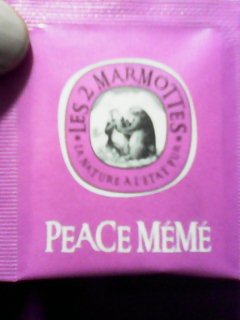 LES 2 MARMOTTES
LA NATURE À L'ÉTAT PUR
PEACE MÉMÉ